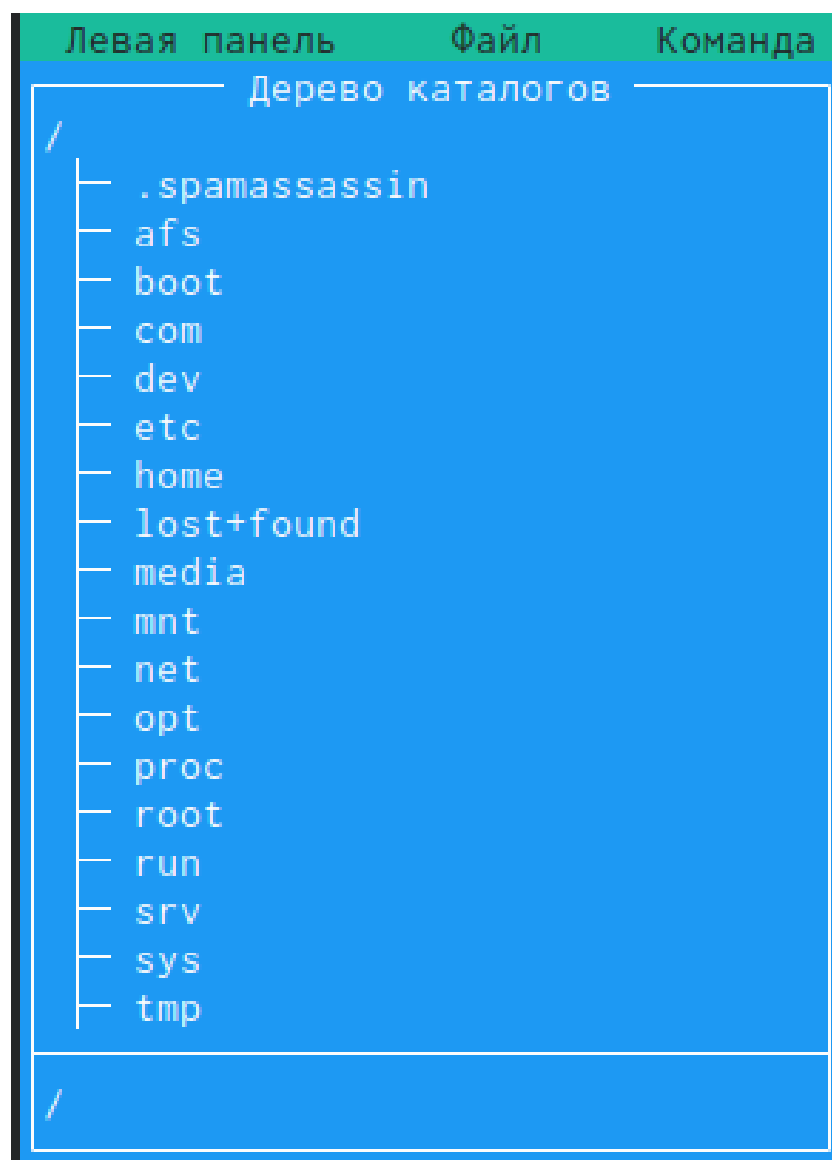 Левая панель Файл Команда
Дерево каталогов
/
.spamassassin
afs
boot
com
dev
etc
home
lost+found
media
mnt
net
opt
proc
root
run
srv
sys
tmp
/